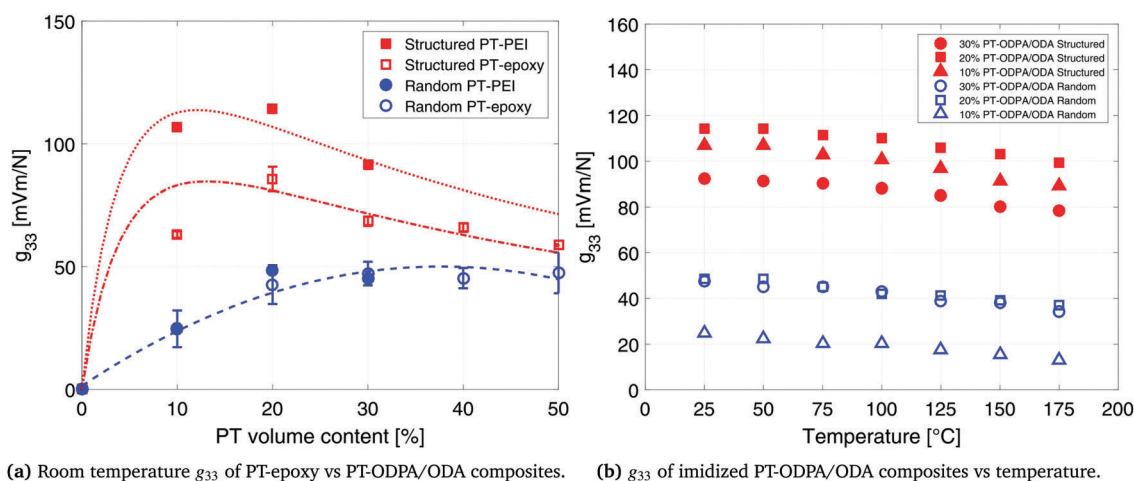 150
100
50
0
0
10
20
30
40
50
g33 [mVm/N]
PT volume content [%]
Structured PT-PEI
Structured PT-epoxy
Random PT-PEI
Random PT-epoxy
(a) Room temperature g33 of PT-epoxy vs PT-ODPA/ODA composites.
160
140
120
100
80
60
40
20
0
0
25
50
75
100
125
150
175
200
g33 [mVm/N]
Temperature [°C]
30% PT-ODPA/ODA Structured
20% PT-ODPA/ODA Structured
10% PT-ODPA/ODA Structured
30% PT-ODPA/ODA Random
20% PT-ODPA/ODA Random
10% PT-ODPA/ODA Random
(b) g33 of imidized PT-ODPA/ODA composites vs temperature.